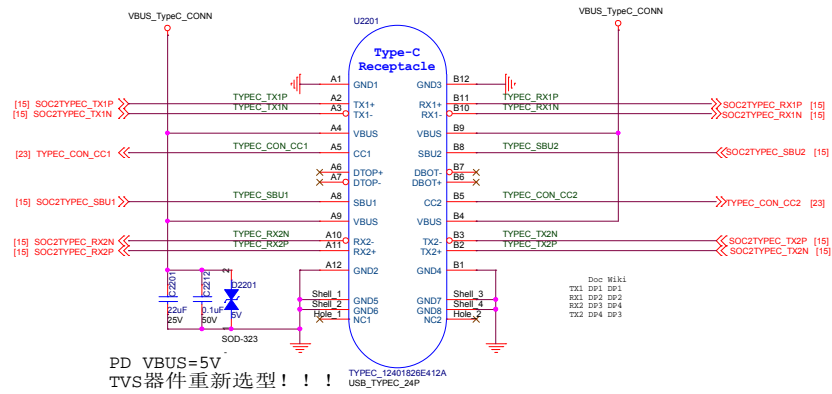 VBUS_TypeC_CONN
U2201
VBUS_TypeC_CONN
Type-C
Receptacle
A1 GND1 GND3 B12
[15] SOC2TYPEC_TX1P TYPEC_TX1P A2 TX1+ RX1+ B11 TYPEC_RX1P SOC2TYPEC_RX1P [15]
[15] SOC2TYPEC_TX1N TYPEC_TX1N A3 TX1- RX1- B10 TYPEC_RX1N SOC2TYPEC_RX1N [15]
A4 VBUS VBUS B9
[23] TYPEC_CON_CC1 TYPEC_CON_CC1 A5 CC1 SBU2 B8 TYPEC_SBU2 SOC2TYPEC_SBU2 [15]
A6 DTOP+ DBOT- B7
A7 DTOP- DBOT+ B6
[15] SOC2TYPEC_SBU1 TYPEC_SBU1 A8 SBU1 CC2 B5 TYPEC_CON_CC2 TYPEC_CON_CC2 [23]
A9 VBUS VBUS B4
[15] SOC2TYPEC_RX2N TYPEC_RX2N A10 RX2- TX2- B3 TYPEC_TX2N SOC2TYPEC_TX2P [15]
[15] SOC2TYPEC_RX2P TYPEC_RX2P A11 RX2+ TX2+ B2 TYPEC_TX2P SOC2TYPEC_TX2N [15]
A12 GND2 GND4 B1
Shell_1 GND5 GND7 Shell_3
Shell_2 GND6 GND8 Shell_4
Hole_1 NC1 NC2 Hole_2
C2201
22uF
25V
C2212
0.1uF
50V
2
D2201
5V
1
SOD-323
Doc Wiki
TX1 DP1 DP1
RX1 DP2 DP2
RX2 DP3 DP4
TX2 DP4 DP3
PD VBUS=5V
TVS器件重新选型！！！
TYPEC_12401826E412A
USB_TYPEC_24P